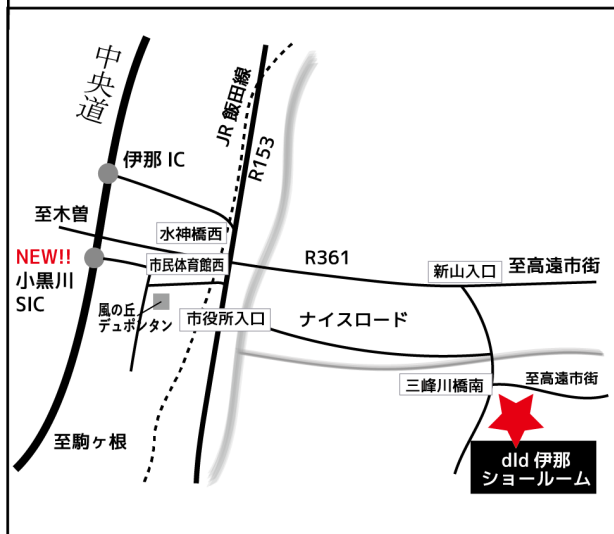 中央道
JR 飯田線
R153
伊那 IC
至木曽
水神橋西
NEW!!
小黒川
SIC
市民体育館西
R361
新山入口
至高遠市街
風の丘
デュポンタン
市役所入口
ナイスロード
三峰川橋南
至高遠市街
至駒ヶ根
dld 伊那
ショールーム